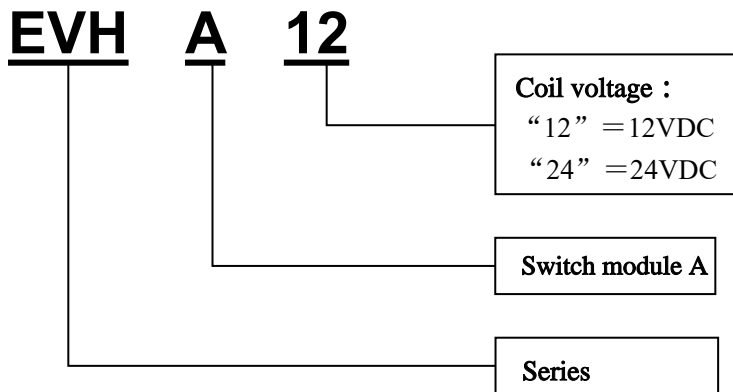 EVH A 12
Coil voltage：
“12” ＝12VDC
“24” ＝24VDC
Switch module A
Series